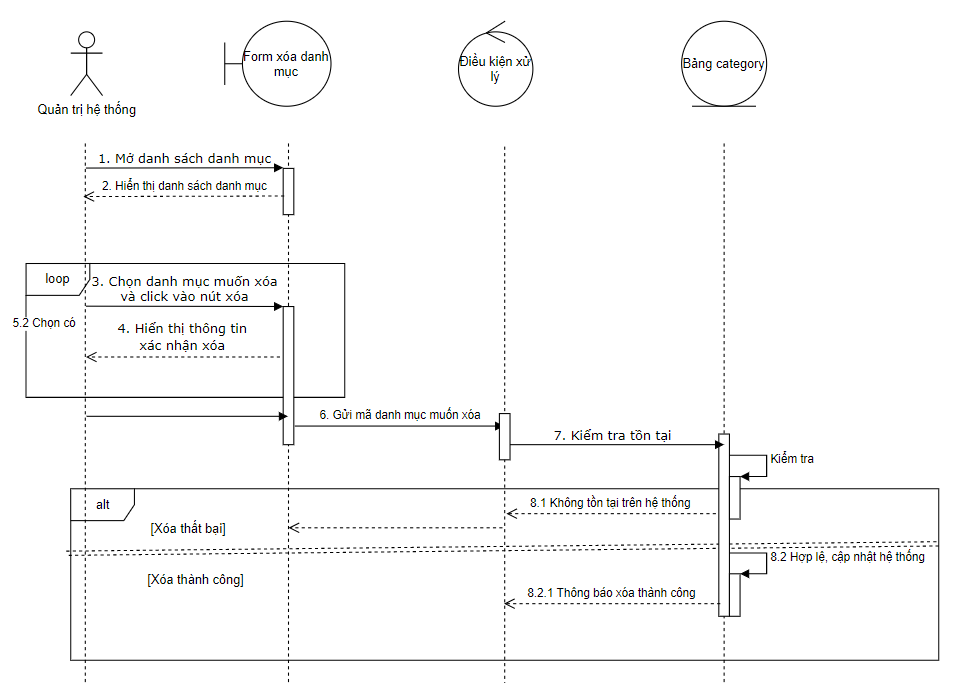 Form xóa danh
mục
Điều kiện xử
lý
Bảng category
Quản trị hệ thống
1. Mở danh sách danh mục
2. Hiển thị danh sách danh mục
loop
3. Chọn danh mục muốn xóa
và click vào nút xóa
5.2 Chọn có
4. Hiển thị thông tin
xác nhận xóa
6. Gửi mã danh mục muốn xóa
7. Kiểm tra tồn tại
Kiểm tra
alt
8.1 Không tồn tại trên hệ thống
[Xóa thất bại]
8.2 Hợp lệ, cập nhật hệ thống
[Xóa thành công]
8.2.1 Thông báo xóa thành công